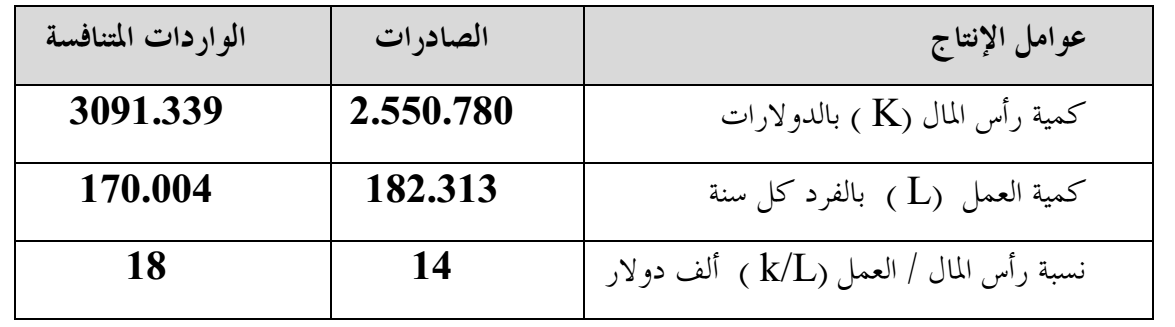 عوامل الإنتاج الصادرات الواردات المتنافسة
كمية رأس المال (K ) بالدولارات 2.550.780 3091.339
كمية العمل (L ) بالفرد كل سنة 182.313 170.004
نسبة رأس المال / العمل (k/L ) ألف دولار 14 18